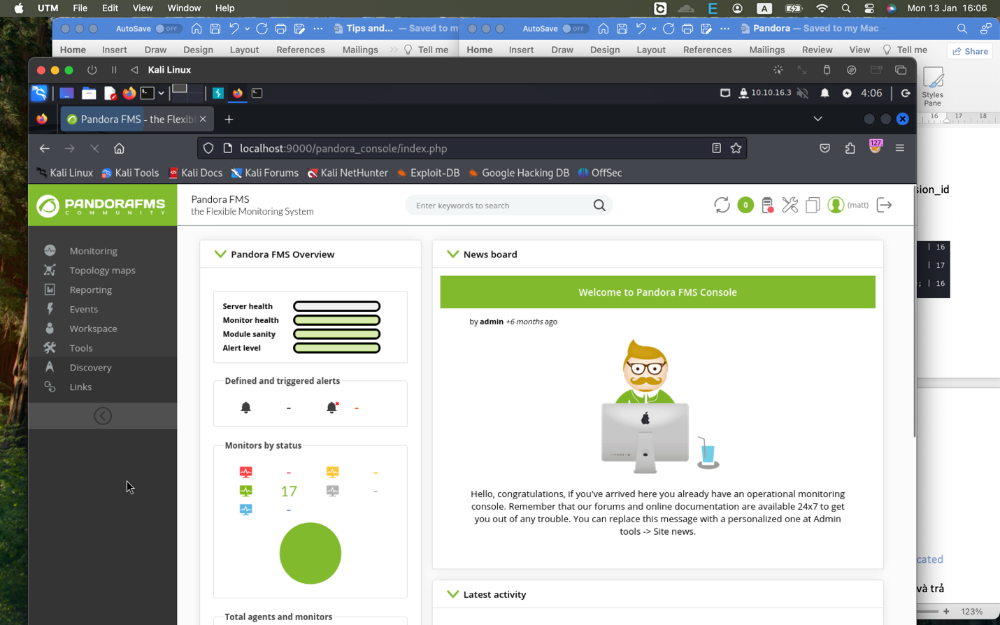 UTM File Edit View Window Help
E A Mon 13 Jan 16:06
AutoSave OFF Tips and... — Saved to m
Home Insert Draw Design Layout References Mailings Tell me
AutoSave OFF Pandora — Saved to my Mac
Home Insert Draw Design Layout References Mailings Review View Tell me Share
Kali Linux
Styles
Pane
10.10.16.3 4:06
16 17 18
Pandora FMS - the Flexib
localhost:9000/pandora_console/index.php
127.
Kali Linux Kali Tools Kali Docs Kali Forums Kali NetHunter Exploit-DB Google Hacking DB OffSec
PANDORAFMS
COMMUNITY
Pandora FMS
the Flexible Monitoring System
Enter keywords to search
0 (matt)
Monitoring
Topology maps
Reporting
Events
Workspace
Tools
Discovery
Links
Pandora FMS Overview
Server health
Monitor health
Module sanity
Alert level
Defined and triggered alerts
- -
Monitors by status
- -
17 -
-
Total agents and monitors
News board
Welcome to Pandora FMS Console
by admin +6 months ago
Hello, congratulations, if you've arrived here you already have an operational monitoring
console. Remember that our forums and online documentation are available 24x7 to get
you out of any trouble. You can replace this message with a personalized one at Admin
tools -> Site news.
Latest activity
sion_id
| 16
| 17
; | 16
cated
và trả
123%